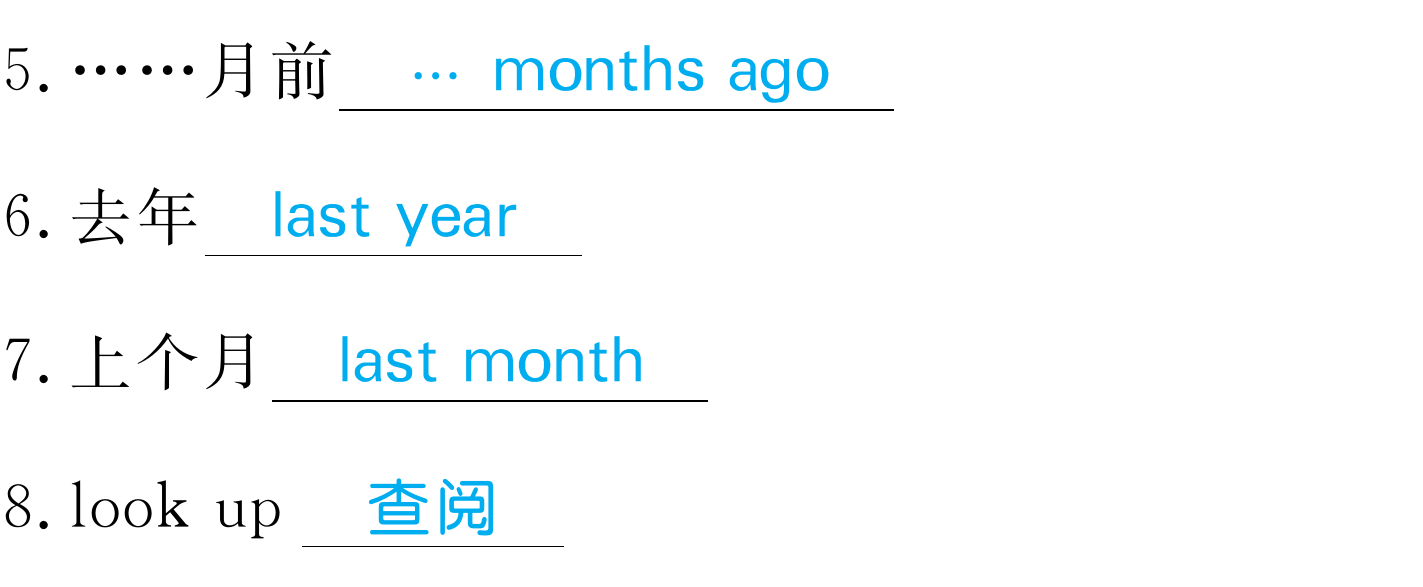 5. ……月前 … months ago
6. 去年 last year
7. 上个月 last month
8. look up 查阅